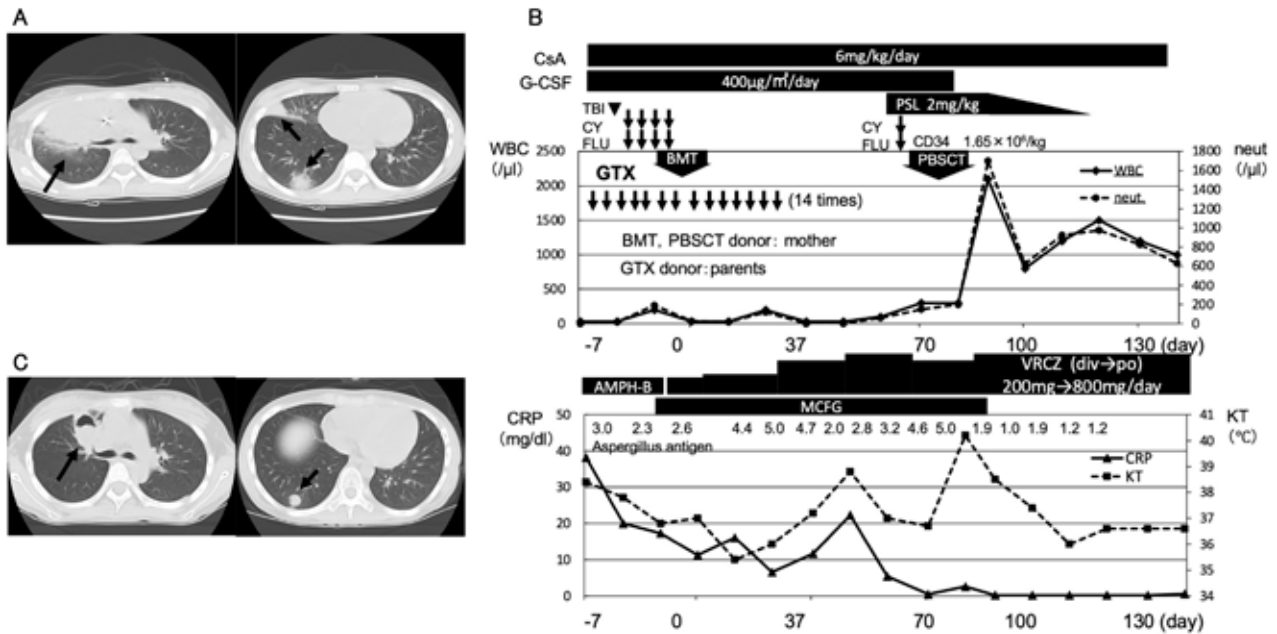 A
B
CsA
6mg/kg/day
G-CSF
400μg/㎡/day
TBI
PSL 2mg/kg
CY
FLU
CY
FLU
CD34 1.65×10⁶/kg
WBC
(/μl)
BMT
PBSCT
neut
(/μl)
2500
2000
1500
1000
500
0
GTX
(14 times)
BMT, PBSCT donor: mother
GTX donor: parents
WBC
neut.
1800
1600
1400
1200
1000
800
600
400
200
0
-7 0 37 70 100 130 (day)
C
AMPH-B
VRCZ (div→po)
200mg→800mg/day
MCFG
CRP
(mg/dl)
KT
(℃)
50
40
30
20
10
0
3.0 2.3 2.6 4.4 5.0 4.7 2.0 2.8 3.2 4.6 5.0 1.9 1.0 1.9 1.2 1.2
Aspergillus antigen
CRP
KT
41
40
39
38
37
36
35
34
-7 0 37 70 100 130 (day)